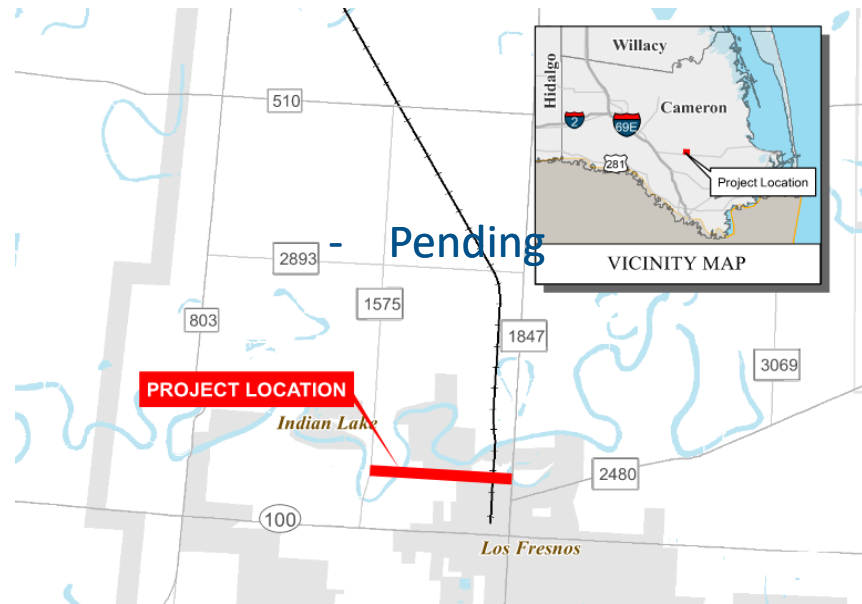 Willacy
Hidalgo
510
Cameron
2
69E
281
Project Location
- Pending
2893
VICINITY MAP
1575
803
1847
3069
PROJECT LOCATION
Indian Lake
2480
100
Los Fresnos